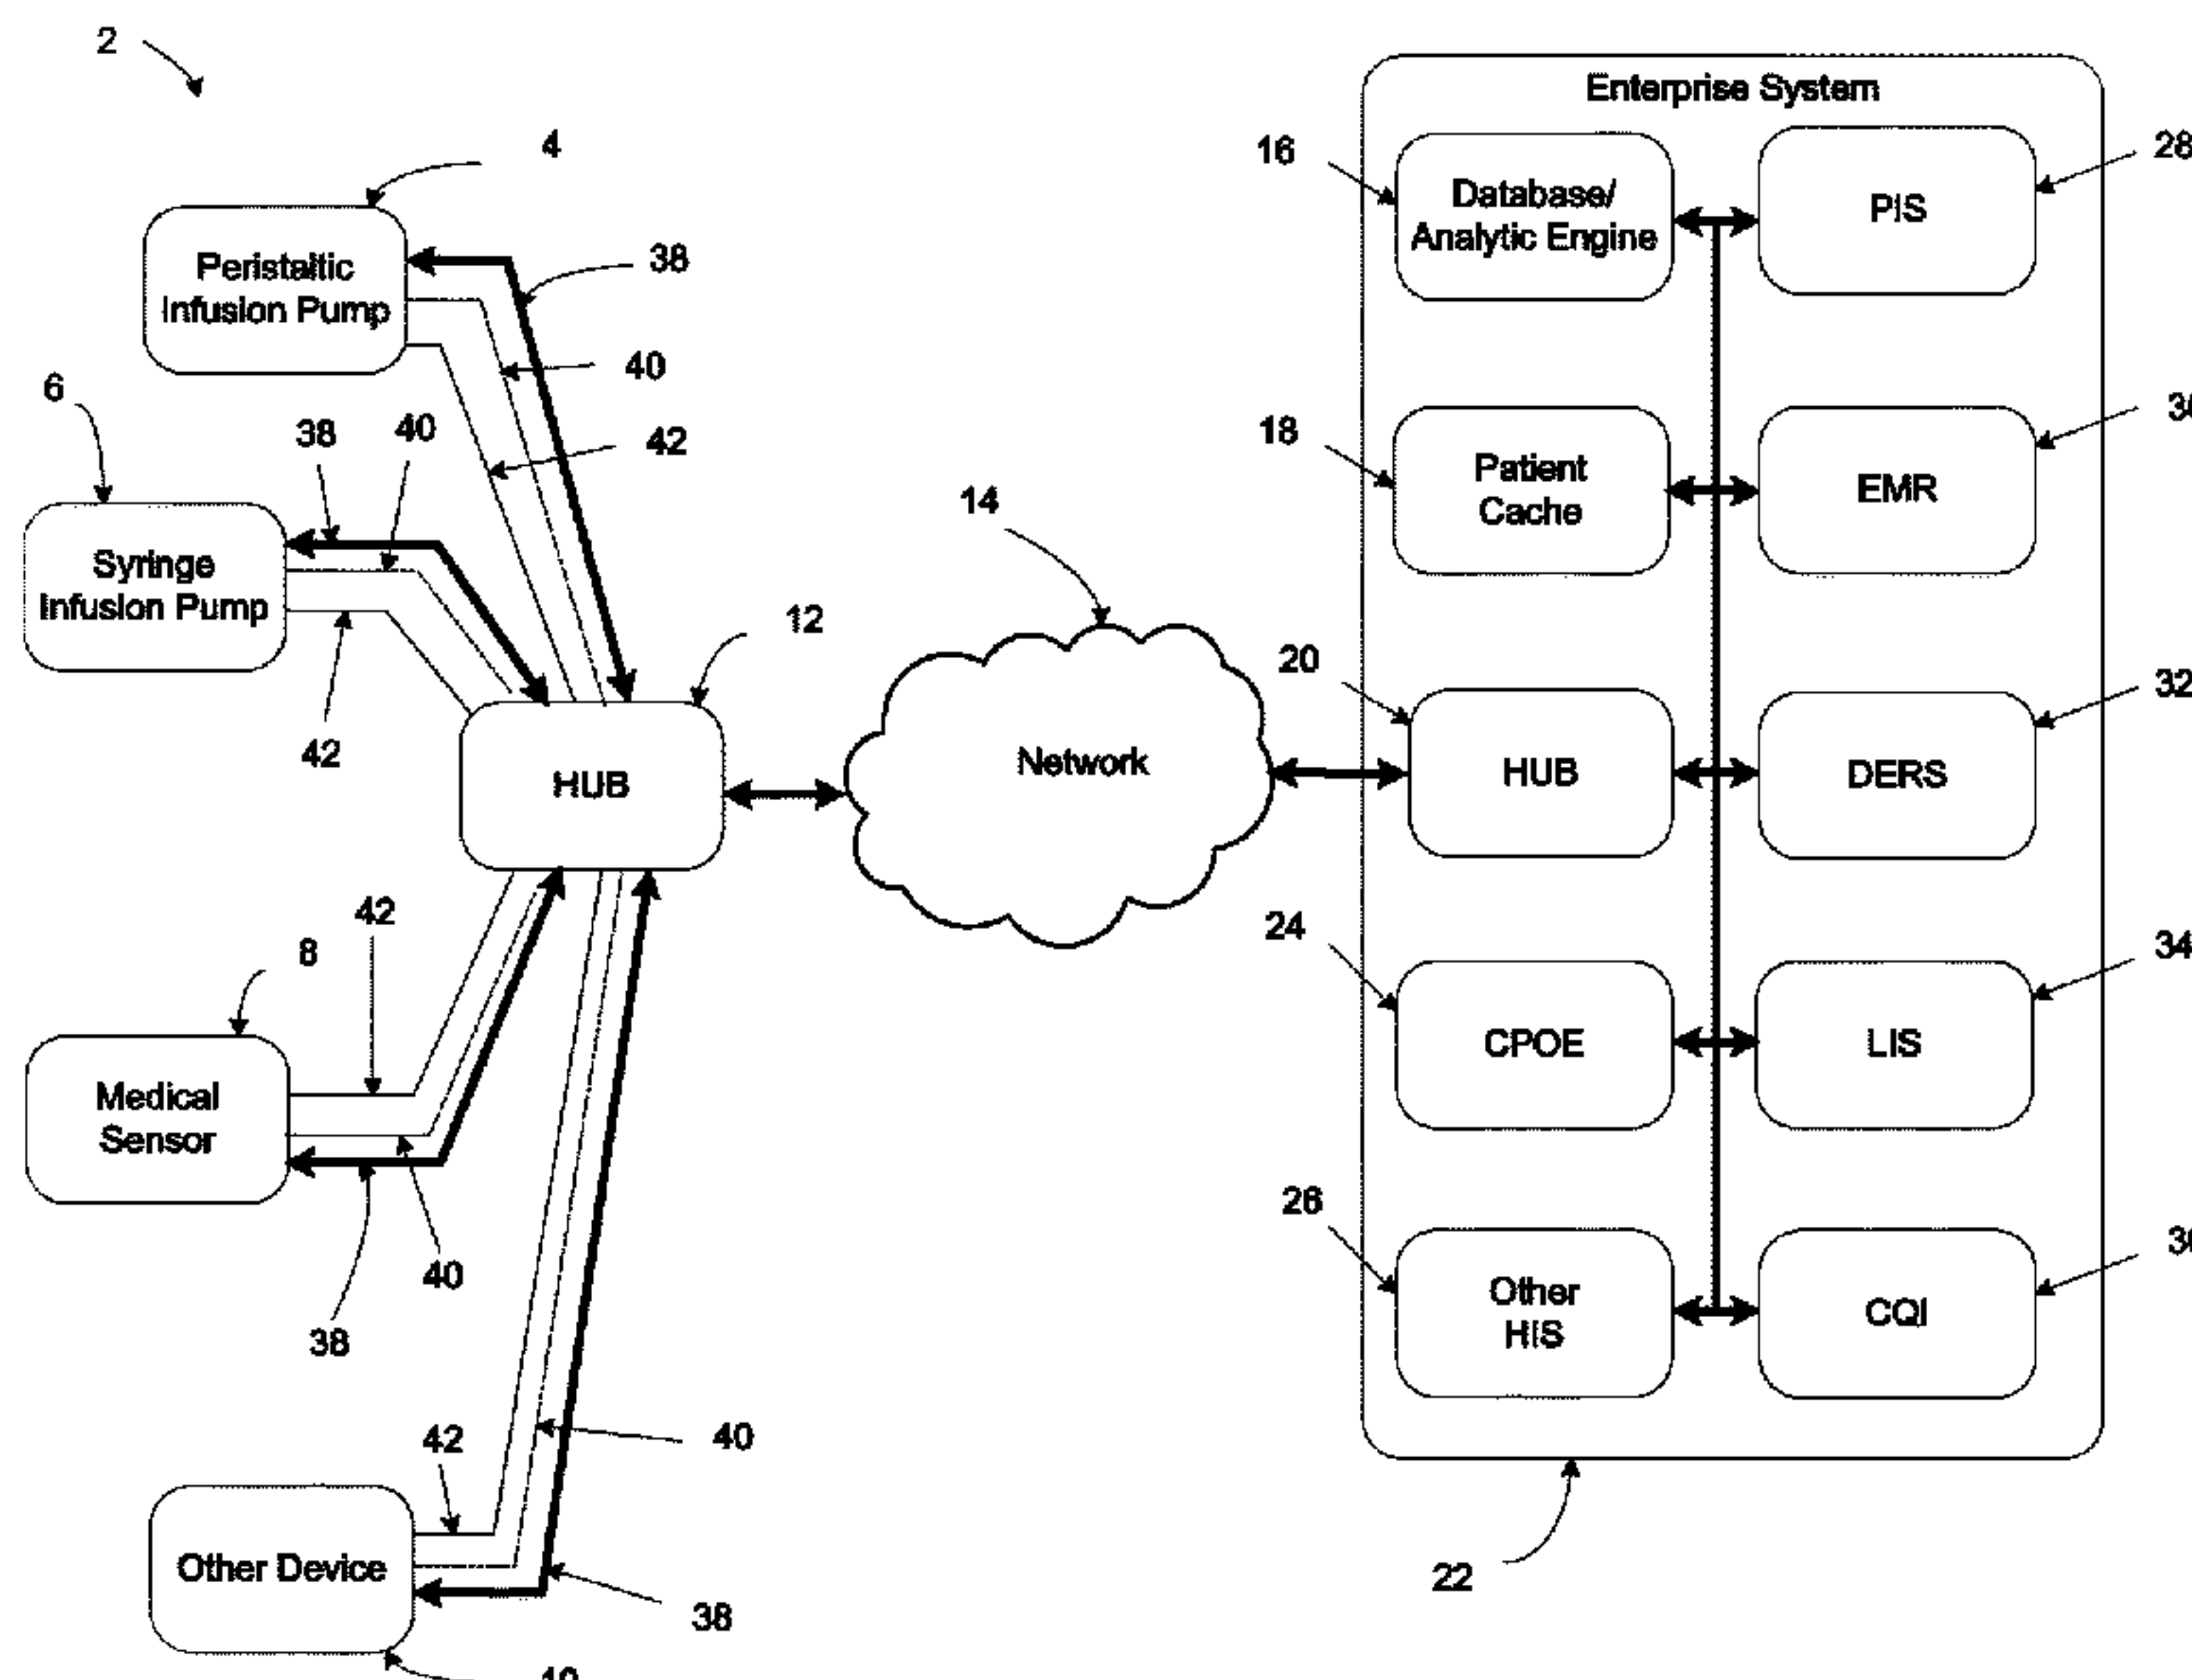 2
4
Peristaltic
Infusion Pump
38
40
42
6
38
40
Syringe
Infusion Pump
42
12
HUB
14
Network
42
8
Medical
Sensor
40
38
42
40
Other Device
38
Enterprise System
16
Database/
Analytic Engine
PIS
28
18
Patient
Cache
EMR
20
HUB
DERS
32
24
CPOE
LIS
34
26
Other
HIS
CQI
22